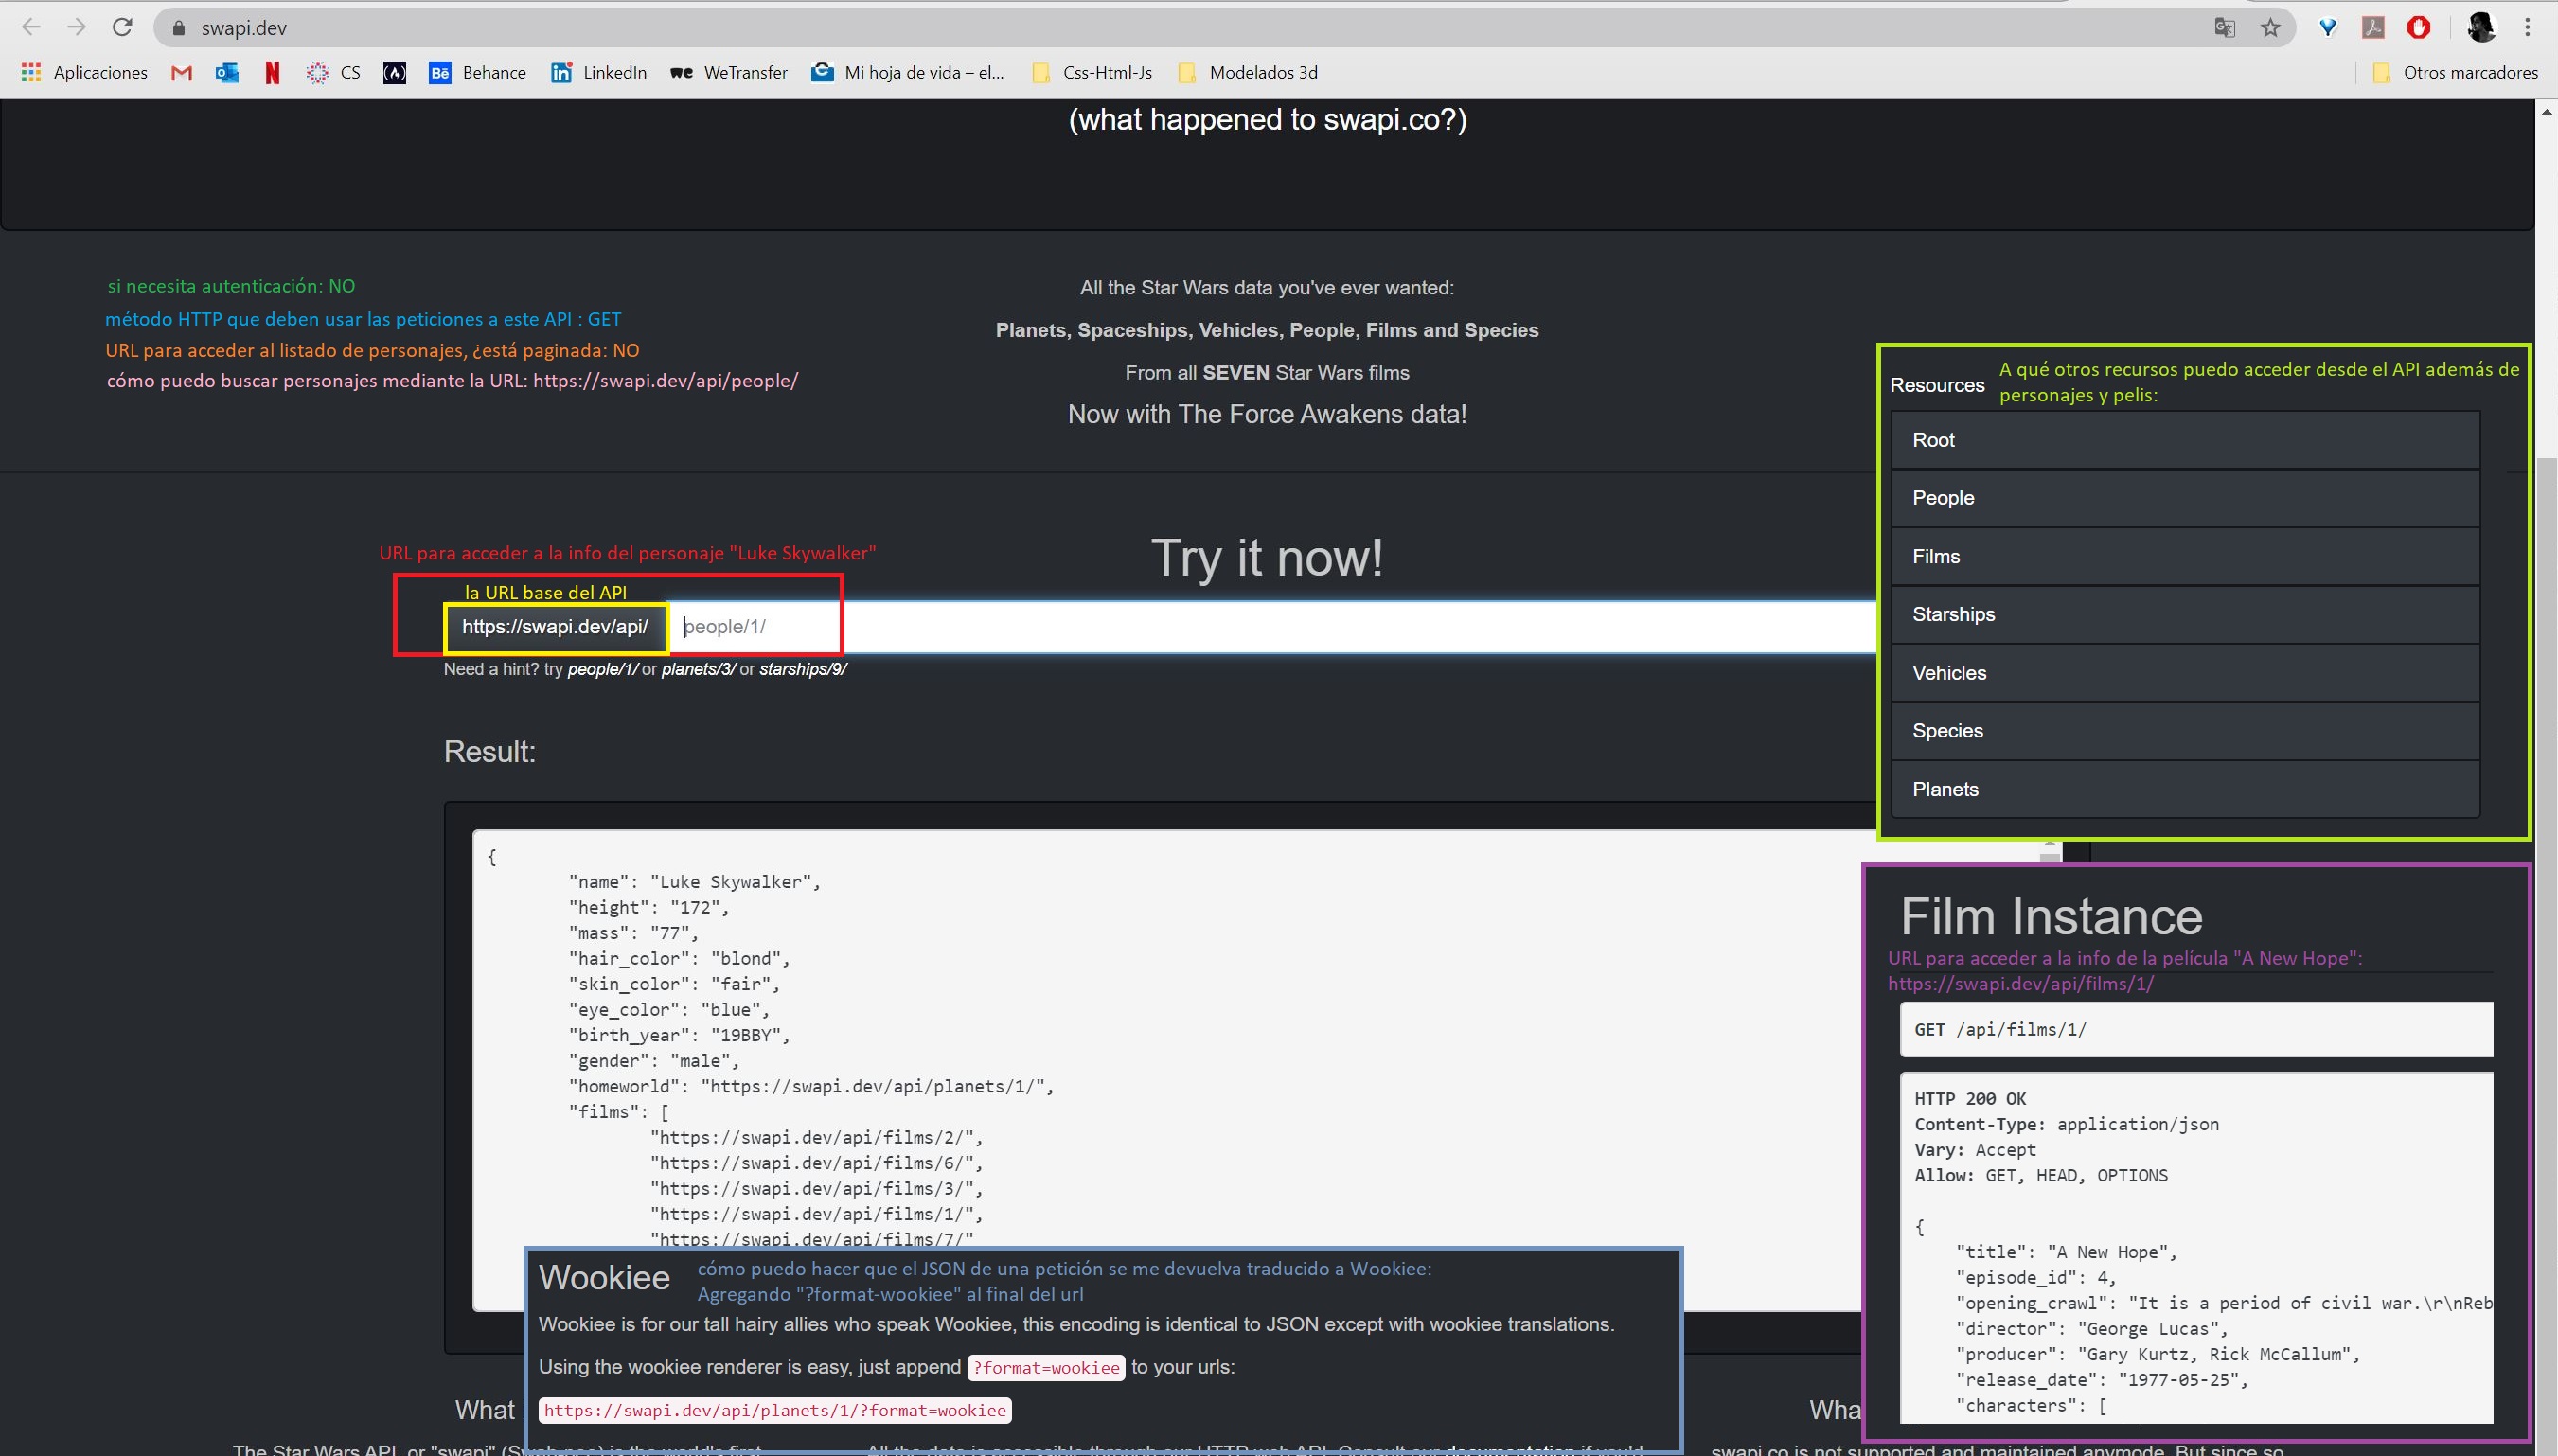 swapi.dev
Aplicaciones
CS
Bē Behance
LinkedIn
WeTransfer
Mi hoja de vida – el...
Css-Html-Js
Modelados 3d
Otros marcadores
(what happened to swapi.co?)
si necesita autenticación: NO
método HTTP que deben usar las peticiones a este API : GET
URL para acceder al listado de personajes, ¿está paginada: NO
cómo puedo buscar personajes mediante la URL: https://swapi.dev/api/people/
All the Star Wars data you've ever wanted:
Planets, Spaceships, Vehicles, People, Films and Species
From all SEVEN Star Wars films
Now with The Force Awakens data!
Resources
A qué otros recursos puedo acceder desde el API además de
personajes y pelis:
Root
People
Films
Starships
Vehicles
Species
Planets
Try it now!
URL para acceder a la info del personaje "Luke Skywalker"
la URL base del API
https://swapi.dev/api/
people/1/
Need a hint? try people/1/ or planets/3/ or starships/9/
Result:
{
"name": "Luke Skywalker",
"height": "172",
"mass": "77",
"hair_color": "blond",
"skin_color": "fair",
"eye_color": "blue",
"birth_year": "19BBY",
"gender": "male",
"homeworld": "https://swapi.dev/api/planets/1/",
"films": [
"https://swapi.dev/api/films/2/",
"https://swapi.dev/api/films/6/",
"https://swapi.dev/api/films/3/",
"https://swapi.dev/api/films/1/",
"https://swapi.dev/api/films/7/"
Film Instance
URL para acceder a la info de la película "A New Hope":
https://swapi.dev/api/films/1/
GET /api/films/1/
HTTP 200 OK
Content-Type: application/json
Vary: Accept
Allow: GET, HEAD, OPTIONS
{
"title": "A New Hope",
"episode_id": 4,
"opening_crawl": "It is a period of civil war.\r\nReb
"director": "George Lucas",
"producer": "Gary Kurtz, Rick McCallum",
"release_date": "1977-05-25",
"characters": [
Wookiee
cómo puedo hacer que el JSON de una petición se me devuelva traducido a Wookiee:
Agregando "?format-wookiee" al final del url
Wookiee is for our tall hairy allies who speak Wookiee, this encoding is identical to JSON except with wookiee translations.
Using the wookiee renderer is easy, just append ?format=wookiee to your urls:
https://swapi.dev/api/planets/1/?format=wookiee
What
Wha
The Star Wars API, or "swapi" (Swah-pee) is the world's first
All the data is accessible through our HTTP web API. Consult our documentation if you'd
swapi.co is not supported and maintained anymode. But since so